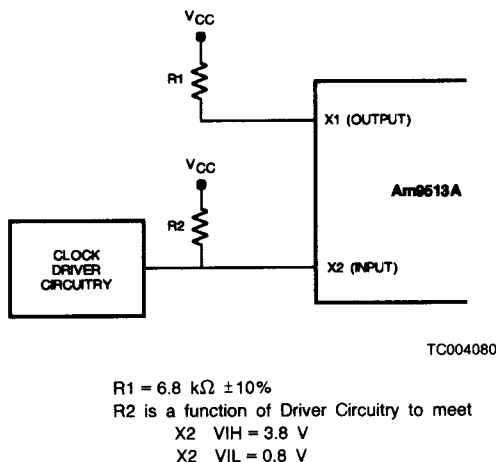 VCC
R1
X1 (OUTPUT)
Am9513A
VCC
R2
CLOCK
DRIVER
CIRCUITRY
X2 (INPUT)
TC004080
R1 = 6.8 kΩ ±10%
R2 is a function of Driver Circuitry to meet
X2 VIH = 3.8 V
X2 VIL = 0.8 V